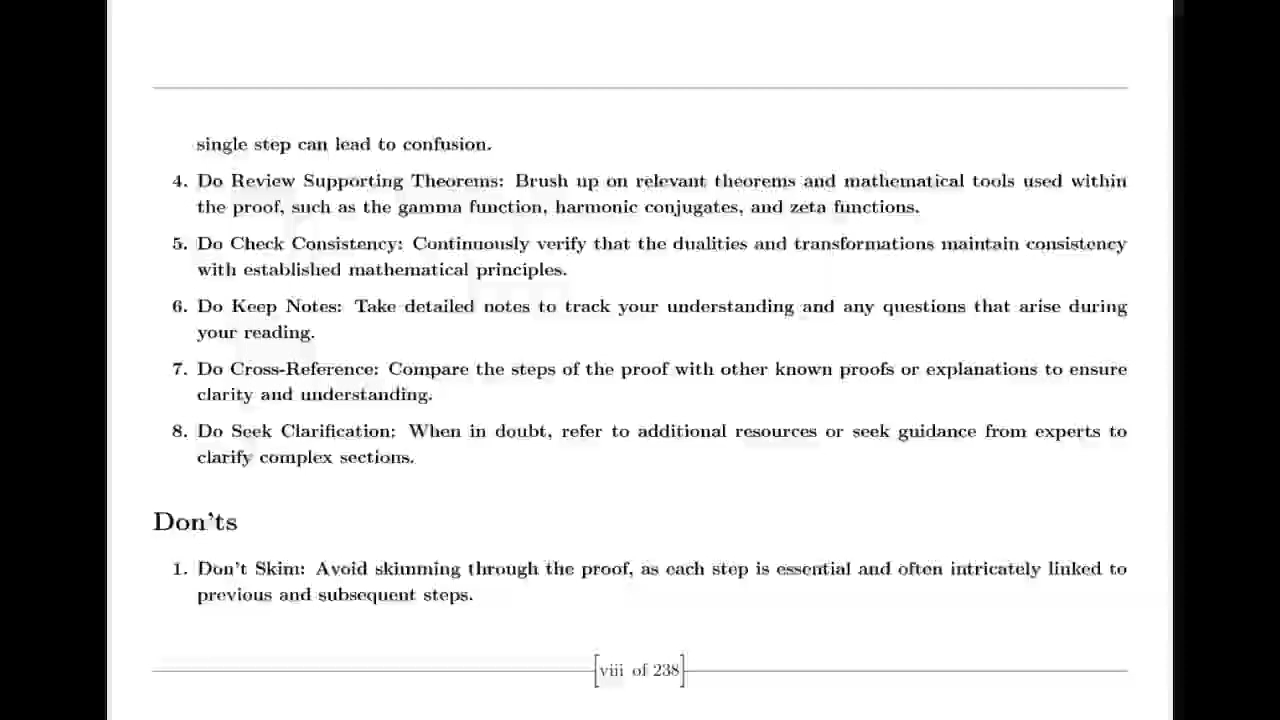 single step can lead to confusion.
4. Do Review Supporting Theorems: Brush up on relevant theorems and mathematical tools used within
the proof, such as the gamma function, harmonic conjugates, and zeta functions.
5. Do Check Consistency: Continuously verify that the dualities and transformations maintain consistency
with established mathematical principles.
6. Do Keep Notes: Take detailed notes to track your understanding and any questions that arise during
your reading.
7. Do Cross-Reference: Compare the steps of the proof with other known proofs or explanations to ensure
clarity and understanding.
8. Do Seek Clarification: When in doubt, refer to additional resources or seek guidance from experts to
clarify complex sections.
Don'ts
1. Don't Skim: Avoid skimming through the proof, as each step is essential and often intricately linked to
previous and subsequent steps.
[viii of 238]